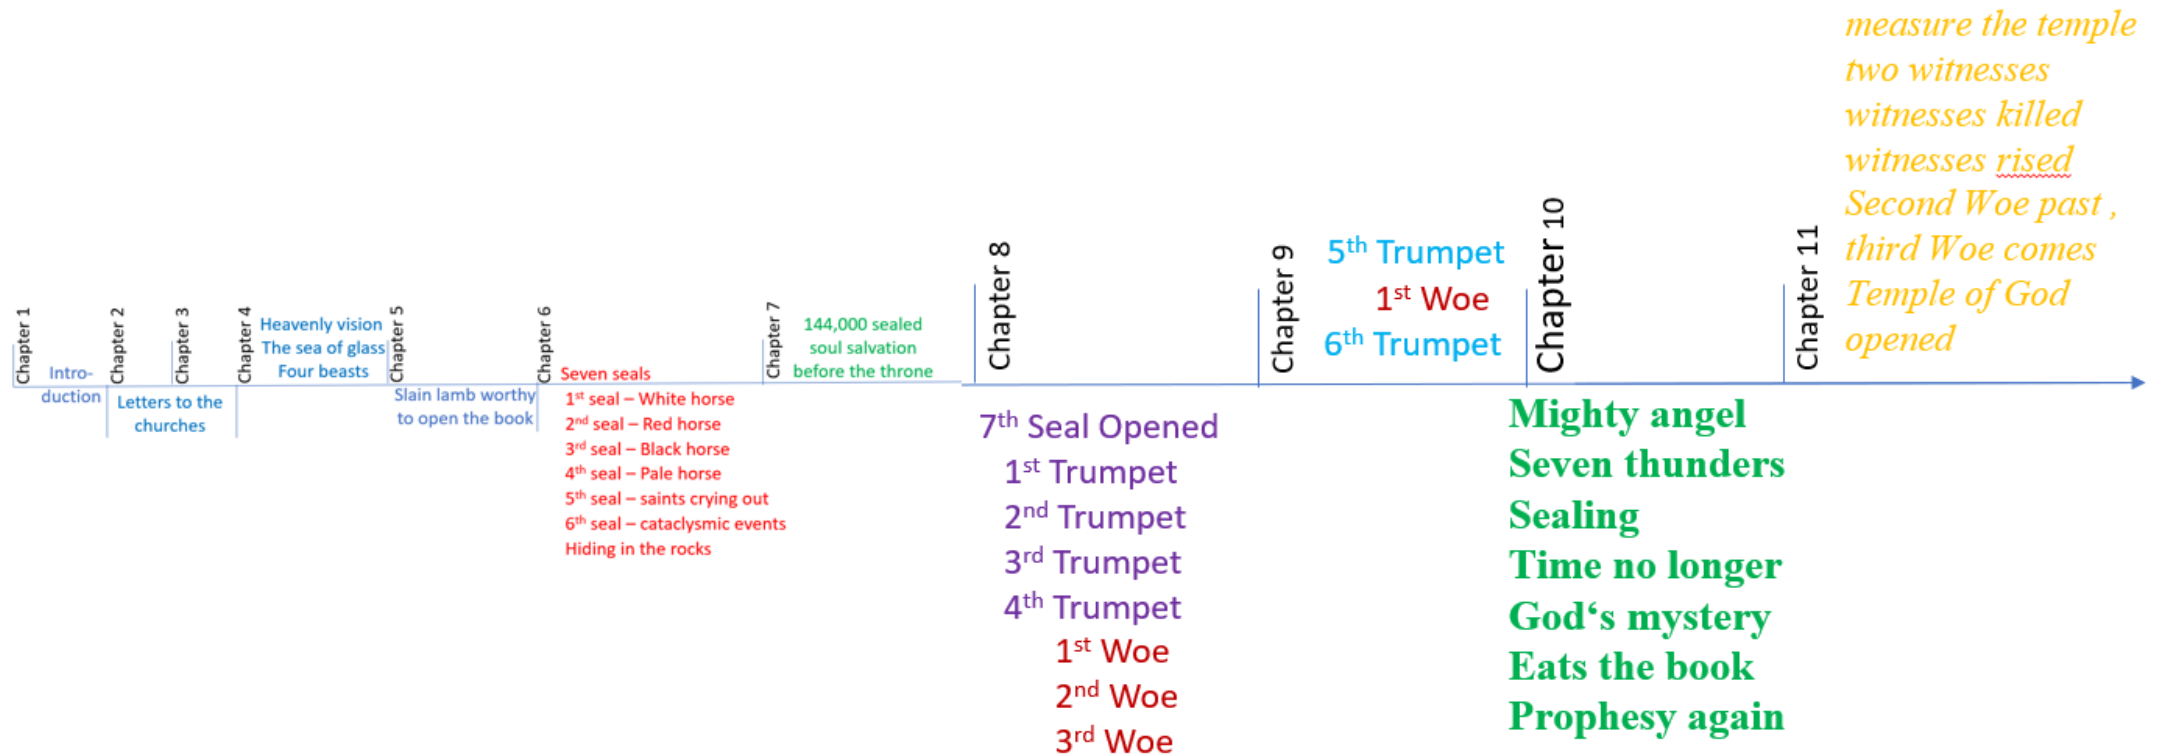 Chapter 1
Intro-
duction
Chapter 2
Letters to the
churches
Chapter 3
Chapter 4
Heavenly vision
The sea of glass
Four beasts
Chapter 5
Slain lamb worthy
to open the book
Chapter 6
Seven seals
1st seal – White horse
2nd seal – Red horse
3rd seal – Black horse
4th seal – Pale horse
5th seal – saints crying out
6th seal – cataclysmic events
Hiding in the rocks
Chapter 7
144,000 sealed
soul salvation
before the throne
Chapter 8
7th Seal Opened
1st Trumpet
2nd Trumpet
3rd Trumpet
4th Trumpet
1st Woe
2nd Woe
3rd Woe
Chapter 9
5th Trumpet
1st Woe
6th Trumpet
Chapter 10
Mighty angel
Seven thunders
Sealing
Time no longer
God‘s mystery
Eats the book
Prophesy again
Chapter 11
measure the temple
two witnesses
witnesses killed
witnesses rised
Second Woe past ,
third Woe comes
Temple of God
opened